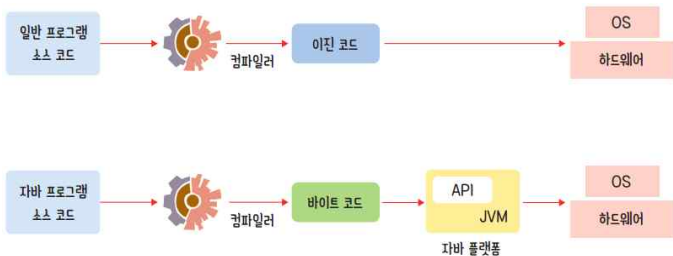 일반 프로그램
소스 코드
컴파일러
이진 코드
OS
하드웨어
자바 프로그램
소스 코드
컴파일러
바이트 코드
API
JVM
자바 플랫폼
OS
하드웨어